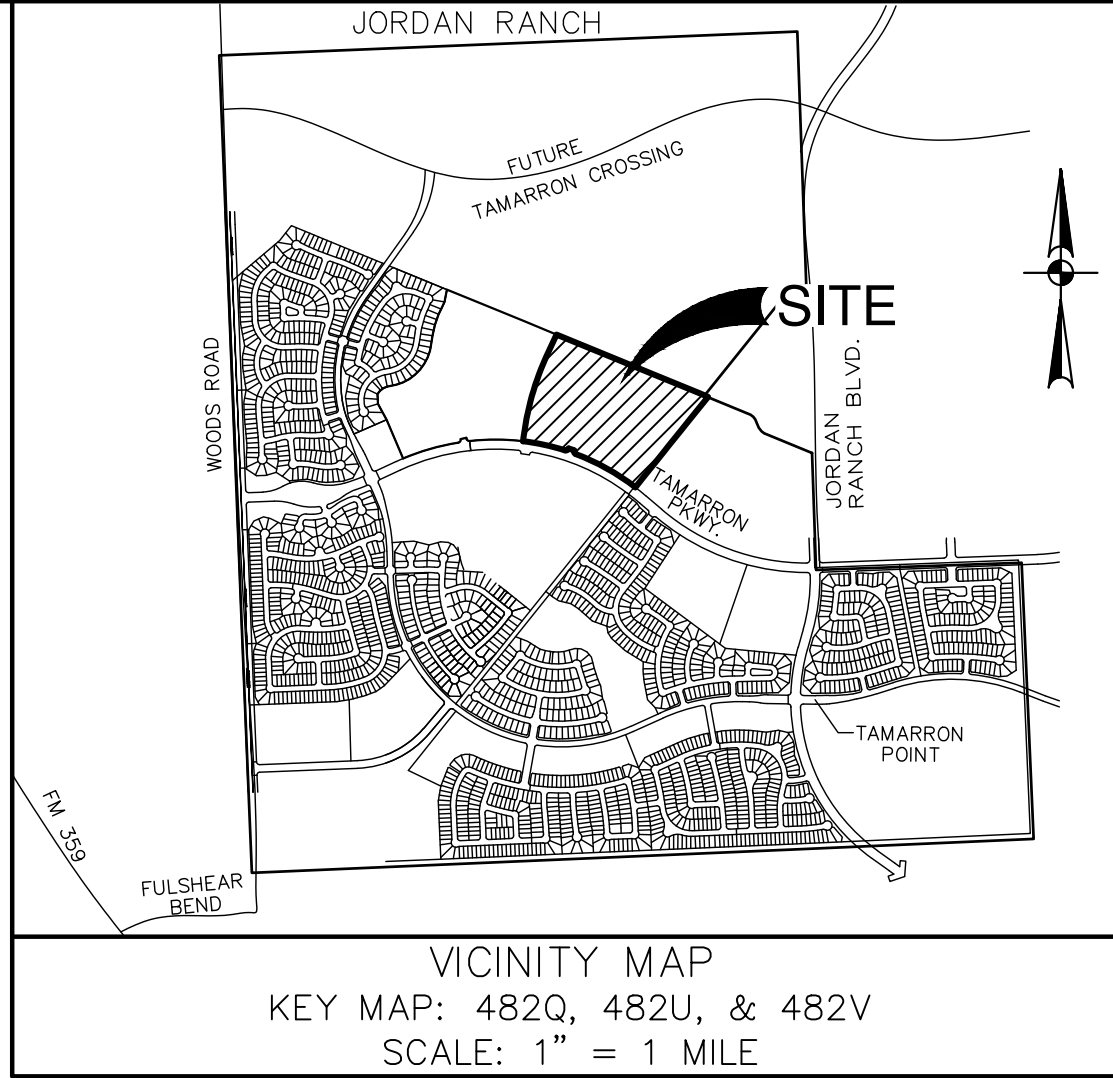 JORDAN RANCH
FUTURE
TAMARRON CROSSING
SITE
WOODS ROAD
JORDAN
RANCH BLVD.
TAMARRON
PKWY.
TAMARRON
POINT
FM 359
FULSHEAR
BEND
VICINITY MAP
KEY MAP: 482Q, 482U, & 482V
SCALE: 1” = 1 MILE